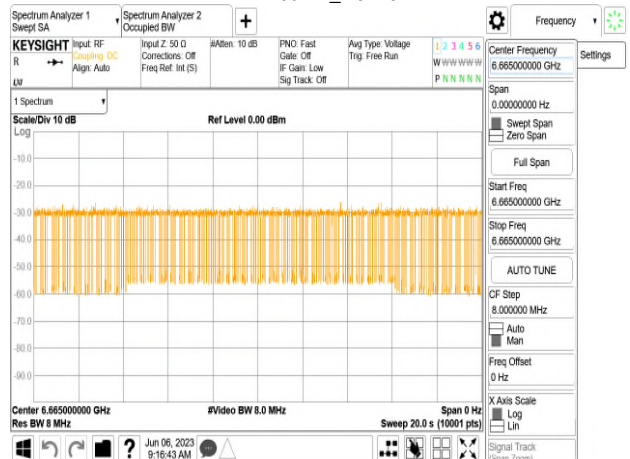 Spectrum Analyzer 1
Swept SA
Spectrum Analyzer 2
Occupied BW
+
Frequency
KEYSIGHT
R
Input: RF
Coupling: DC
Align: Auto
Input Z: 50 Ω
Corrections: Off
Freq Ref: Int (S)
#Atten: 10 dB
PNO: Fast
Gate: Off
IF Gain: Low
Sig Track: Off
Avg Type: Voltage
Trig: Free Run
1 2 3 4 5 6
W W W W W W
P N N N N N
1 Spectrum
Scale/Div 10 dB
Ref Level 0.00 dBm
Log
-10.0
-20.0
-30.0
-40.0
-50.0
-60.0
-70.0
-80.0
-90.0
Center 6.665000000 GHz
#Video BW 8.0 MHz
Span 0 Hz
Res BW 8 MHz
Sweep 20.0 s (10001 pts)
Jun 06, 2023
9:16:43 AM
Center Frequency
6.665000000 GHz
Settings
Span
0.00000000 Hz
Swept Span
Zero Span
Full Span
Start Freq
6.665000000 GHz
Stop Freq
6.665000000 GHz
AUTO TUNE
CF Step
8.000000 MHz
Auto
Man
Freq Offset
0 Hz
X Axis Scale
Log
Lin
Signal Track
(Span Zoom)